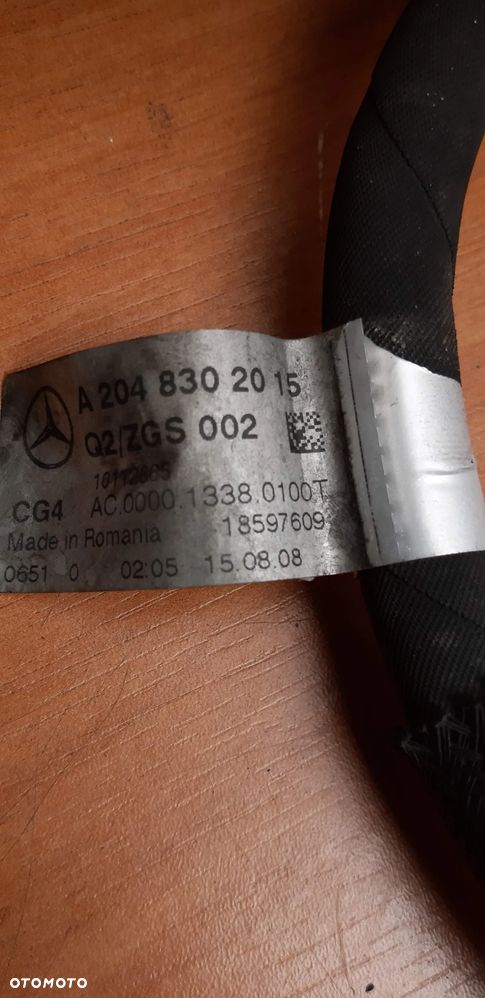 A 204 830 20 15
Q2/ZGS 002
10112865
CG4 AC.0000.1338.0100T
Made in Romania 18597609
0651 0 02:05 15.08.08
OTOMOTO